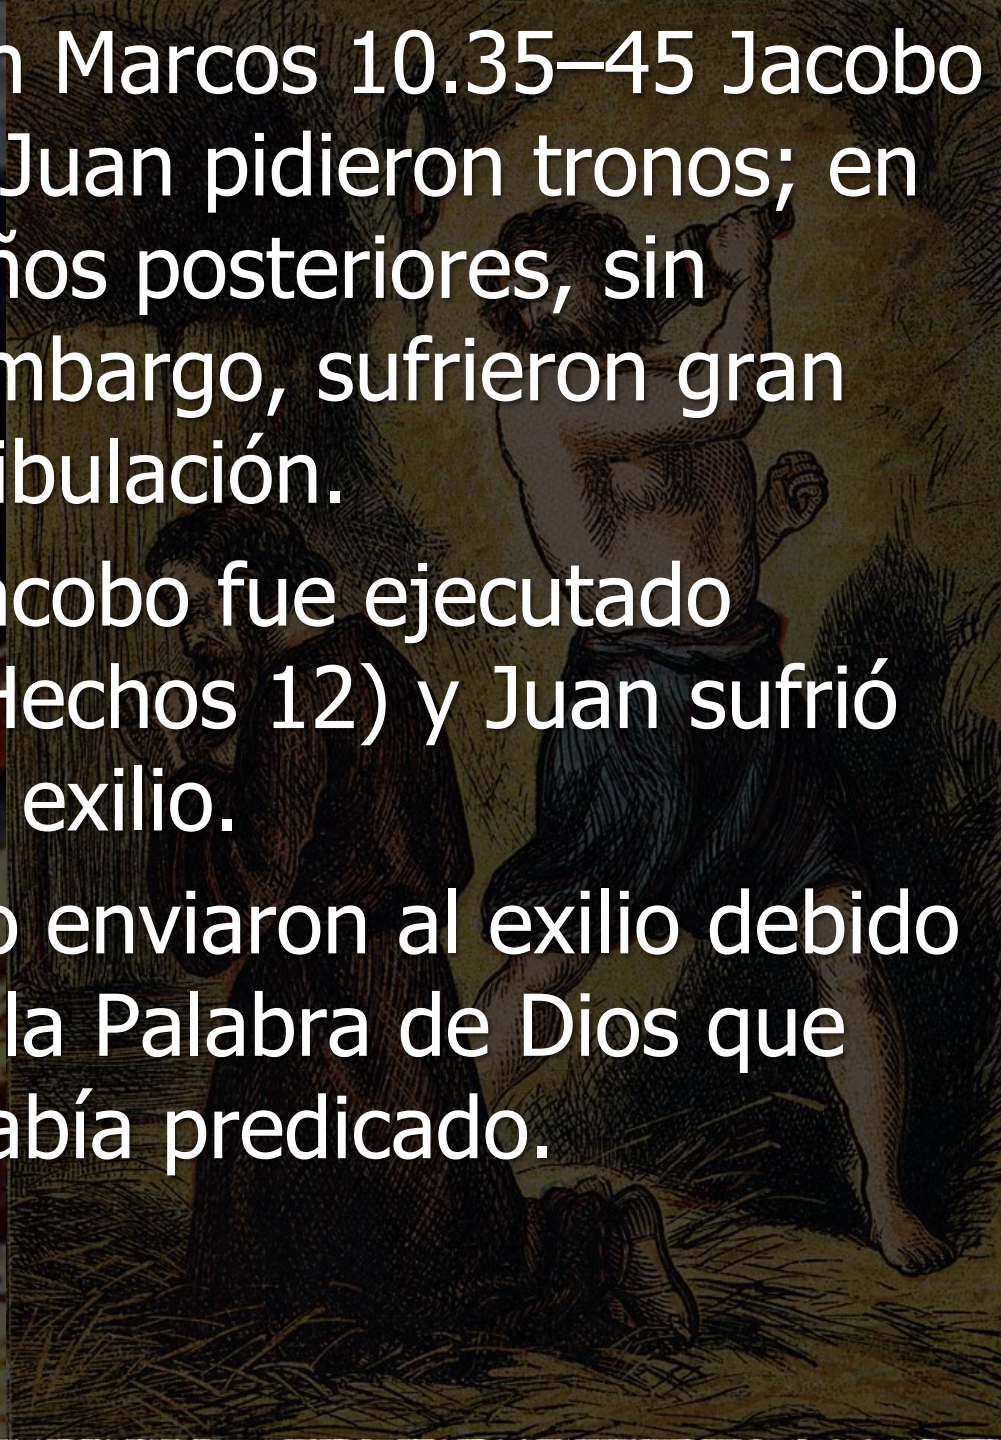 n Marcos 10.35–45 Jacobo
Juan pidieron tronos; en
ños posteriores, sin
mbargo, sufrieron gran
ibulación.
acobo fue ejecutado
Hechos 12) y Juan sufrió
exilio.
o enviaron al exilio debido
la Palabra de Dios que
abía predicado.